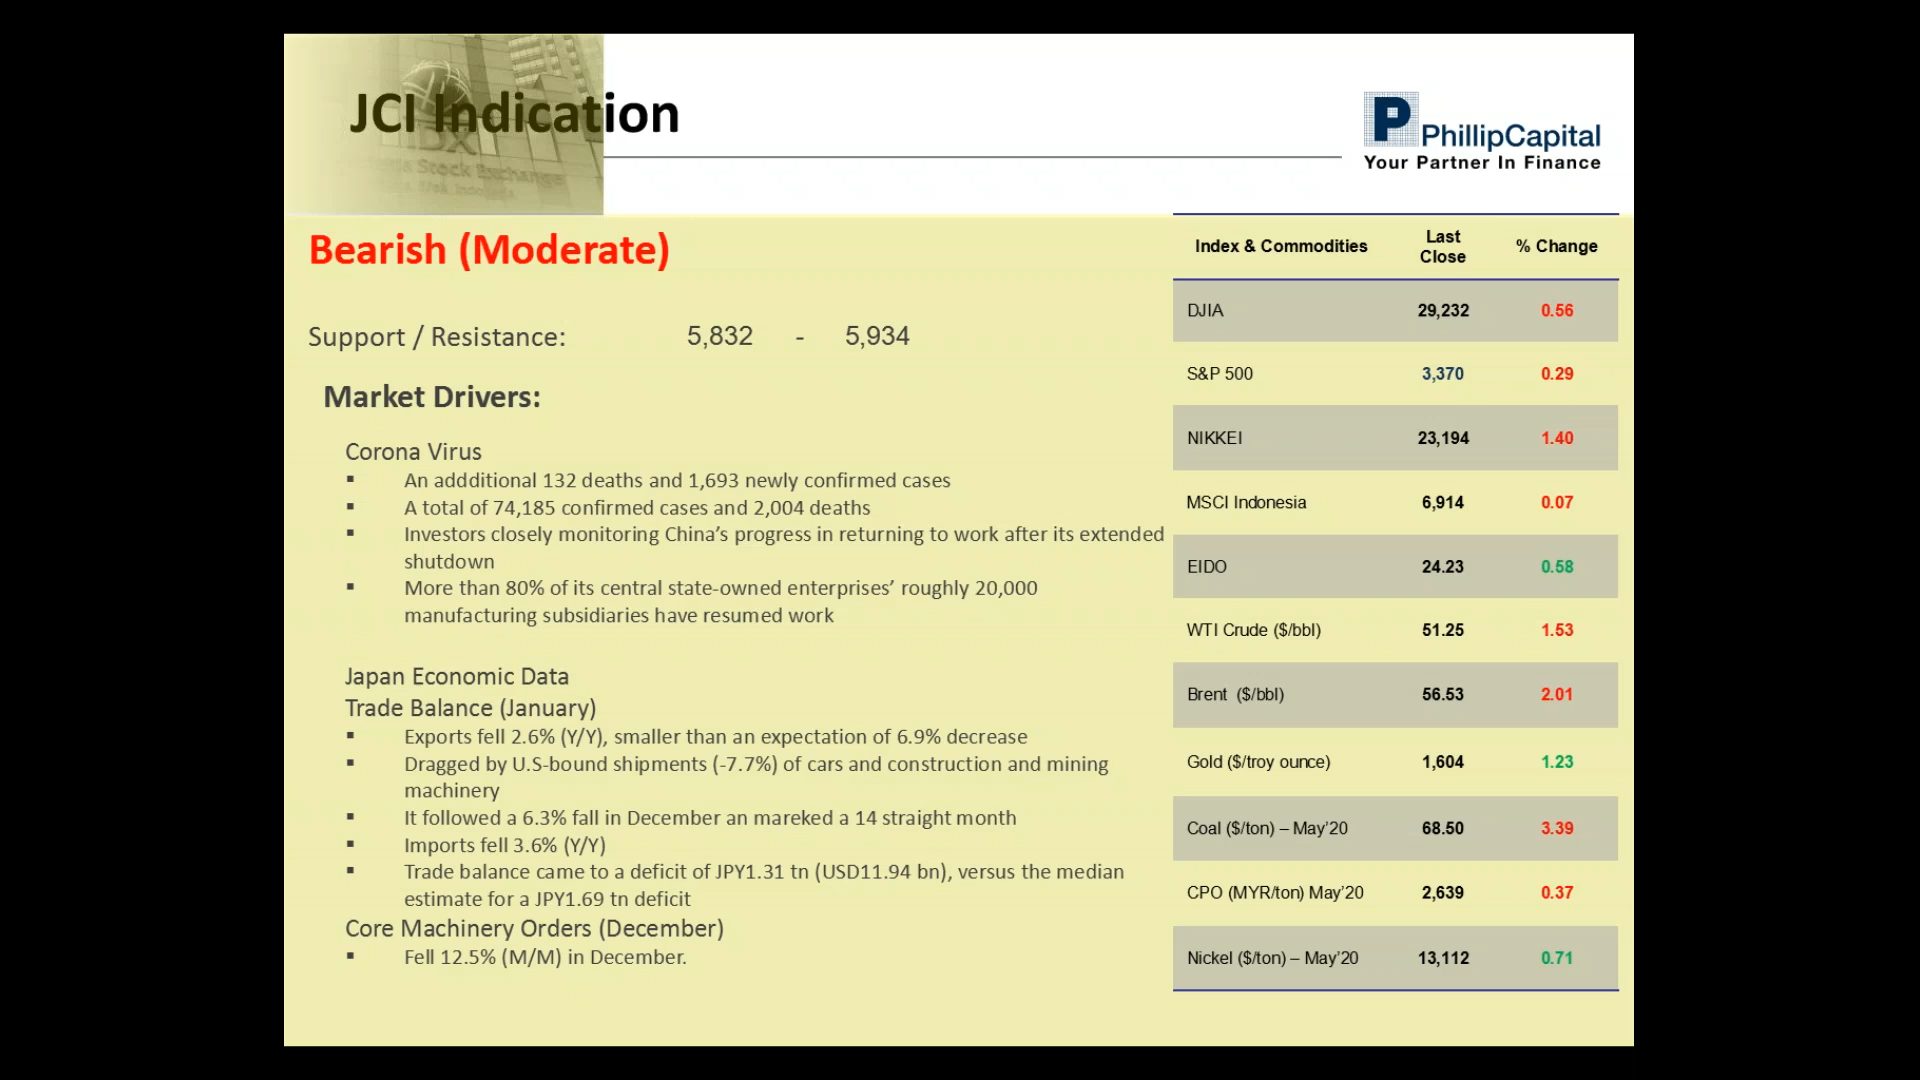 JCI Indication
IDX
Stock Exchange
PhillipCapital
Your Partner In Finance
Bearish (Moderate)
Support / Resistance: 5,832 - 5,934
Market Drivers:
Corona Virus
▪ An addditional 132 deaths and 1,693 newly confirmed cases
▪ A total of 74,185 confirmed cases and 2,004 deaths
▪ Investors closely monitoring China’s progress in returning to work after its extended
shutdown
▪ More than 80% of its central state-owned enterprises’ roughly 20,000
manufacturing subsidiaries have resumed work
Japan Economic Data
Trade Balance (January)
▪ Exports fell 2.6% (Y/Y), smaller than an expectation of 6.9% decrease
▪ Dragged by U.S-bound shipments (-7.7%) of cars and construction and mining
machinery
▪ It followed a 6.3% fall in December an mareked a 14 straight month
▪ Imports fell 3.6% (Y/Y)
▪ Trade balance came to a deficit of JPY1.31 tn (USD11.94 bn), versus the median
estimate for a JPY1.69 tn deficit
Core Machinery Orders (December)
▪ Fell 12.5% (M/M) in December.
Index & Commodities Last Close % Change
DJIA 29,232 0.56
S&P 500 3,370 0.29
NIKKEI 23,194 1.40
MSCI Indonesia 6,914 0.07
EIDO 24.23 0.58
WTI Crude ($/bbl) 51.25 1.53
Brent ($/bbl) 56.53 2.01
Gold ($/troy ounce) 1,604 1.23
Coal ($/ton) – May’20 68.50 3.39
CPO (MYR/ton) May’20 2,639 0.37
Nickel ($/ton) – May’20 13,112 0.71